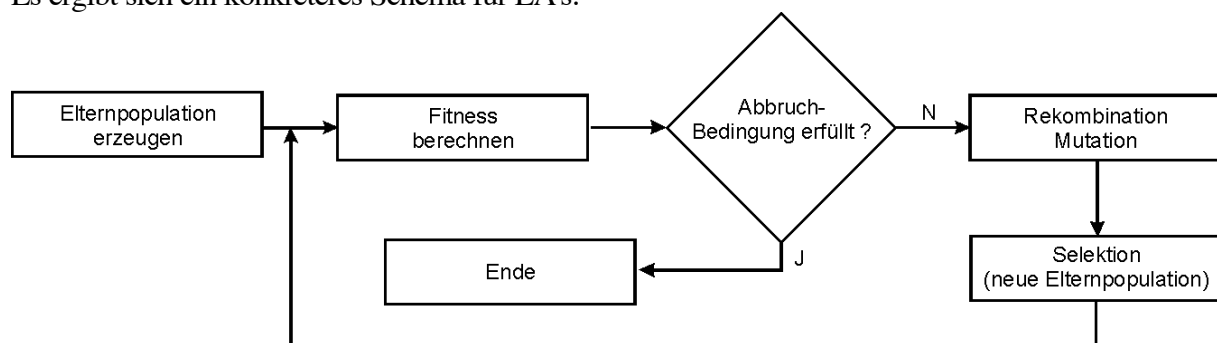 Es ergibt sich ein konkreteres Schema für EA's:
Elternpopulation
erzeugen
Fitness
berechnen
Abbruch-
Bedingung erfüllt ?
N
Rekombination
Mutation
Ende
J
Selektion
(neue Elternpopulation)